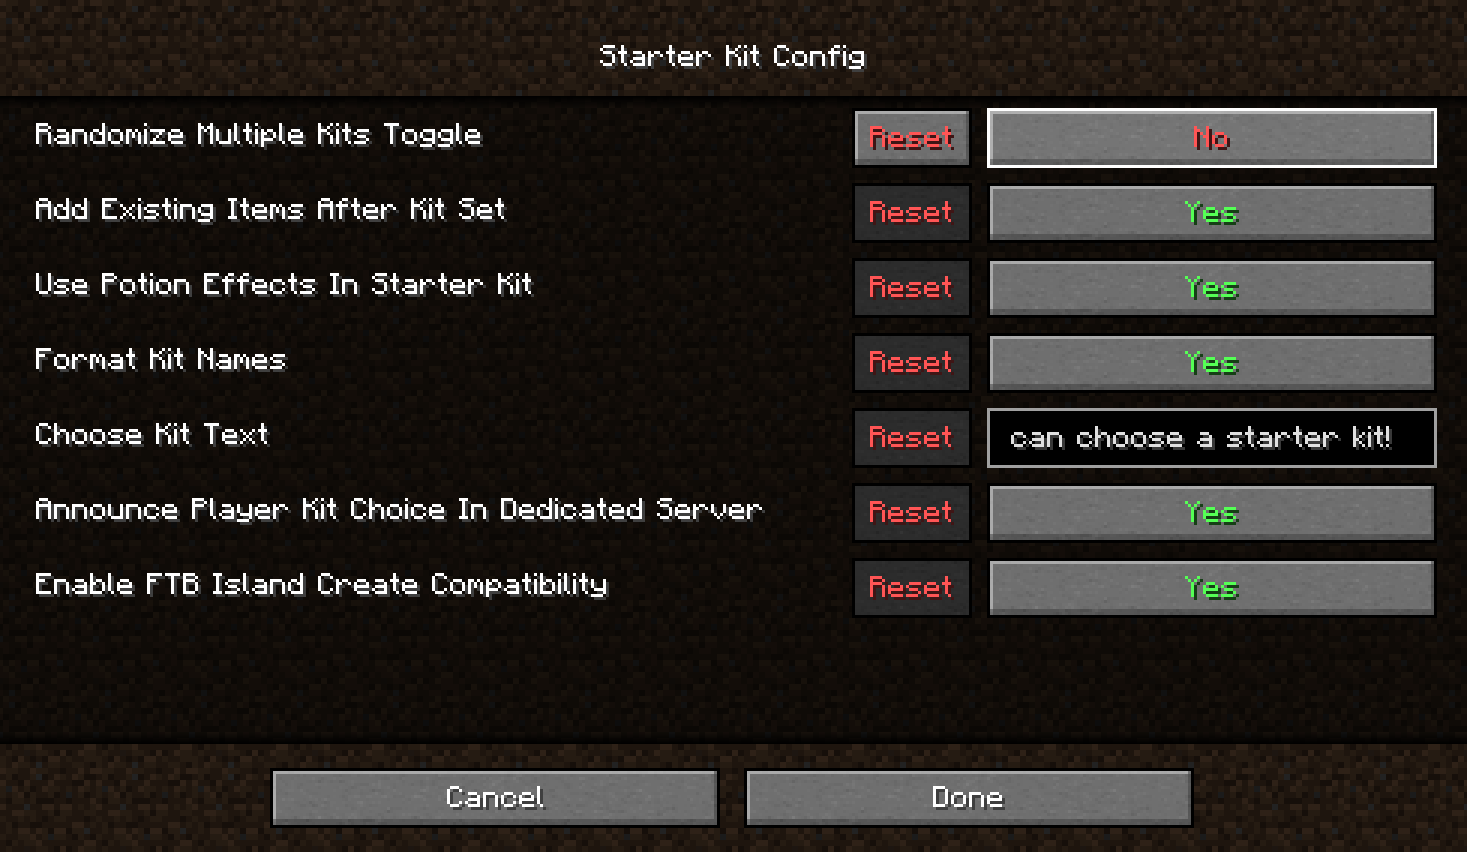 Starter Kit Config
Randomize Multiple Kits Toggle Reset No
Add Existing Items After Kit Set Reset Yes
Use Potion Effects In Starter Kit Reset Yes
Format Kit Names Reset Yes
Choose Kit Text Reset can choose a starter kit!
Announce Player Kit Choice In Dedicated Server Reset Yes
Enable FTB Island Create Compatibility Reset Yes
Cancel Done